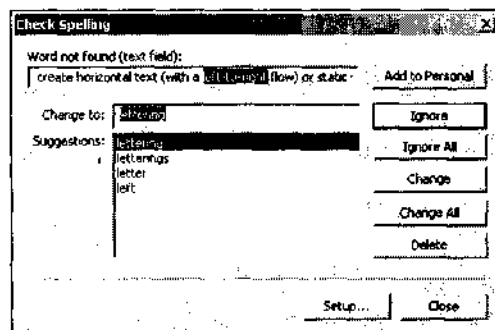 Check Spelling
Word not found (text field):
create horizontal text (with a flow) or static
Add to Personal
Change to: lettering
Ignore
Suggestions: lettering
letterings
letter
left
Ignore All
Change
Change All
Delete
Setup...
Close